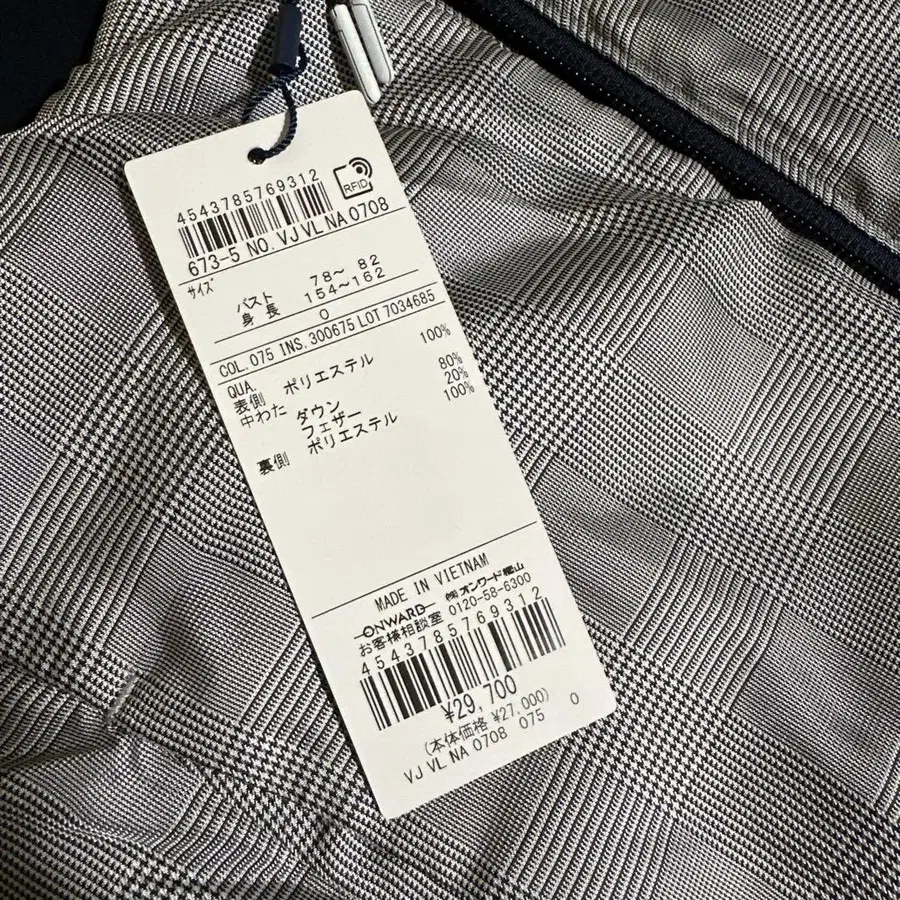 4543785769312
RFID
673-5 NO. VJ VL NA 0708
サイズ
バスト 78～ 82
身長 154～162
0
COL. 075 INS. 300675 LOT 7034685
QUA.
表側 ポリエステル 100%
中わた ダウン 80%
フェザー 20%
裏側 ポリエステル 100%
MADE IN VIETNAM
ONWARD ㈱オンワード樫山
お客様相談室 0120-58-6300
4543785769312
¥29,700
(本体価格 ¥27,000)
VJ VL NA 0708 075 0